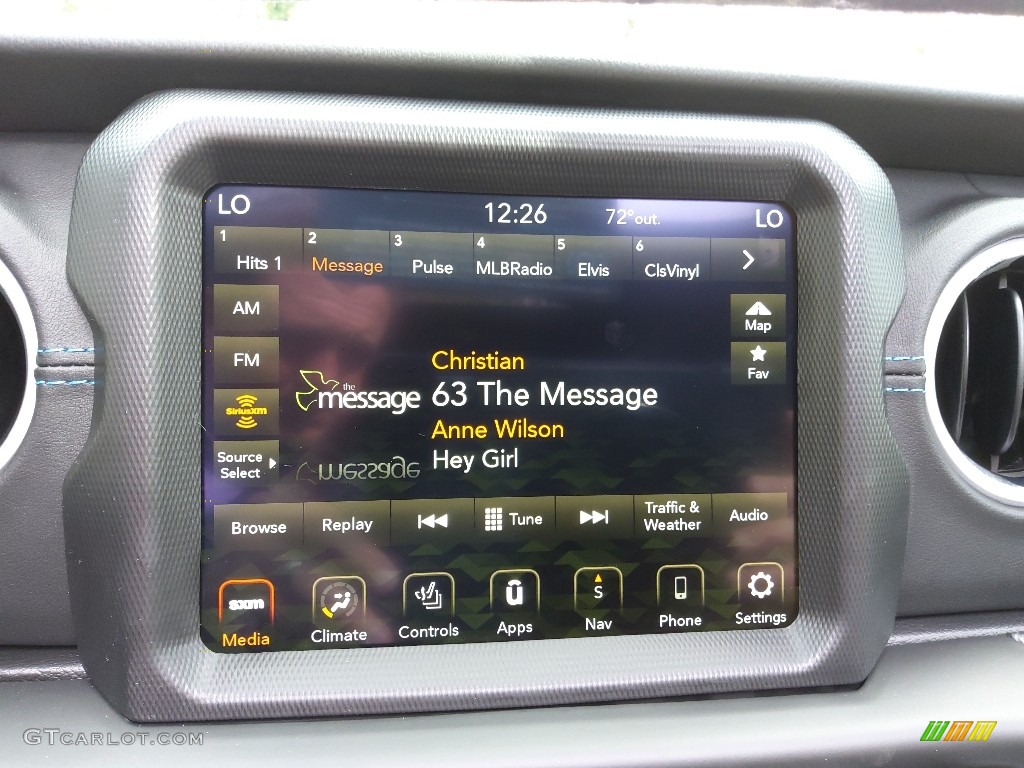 LO 12:26 72°out. LO
1 2 3 4 5 6
Hits 1 Message Pulse MLBRadio Elvis ClsVinyl
AM
Map
FM
Fav
SiriusXM
Source
Select
the
message
Christian
63 The Message
Anne Wilson
Hey Girl
message
Browse Replay Tune Traffic &
Weather Audio
sxm
S
Media Climate Controls Apps Nav Phone Settings
GTCARLOT.COM